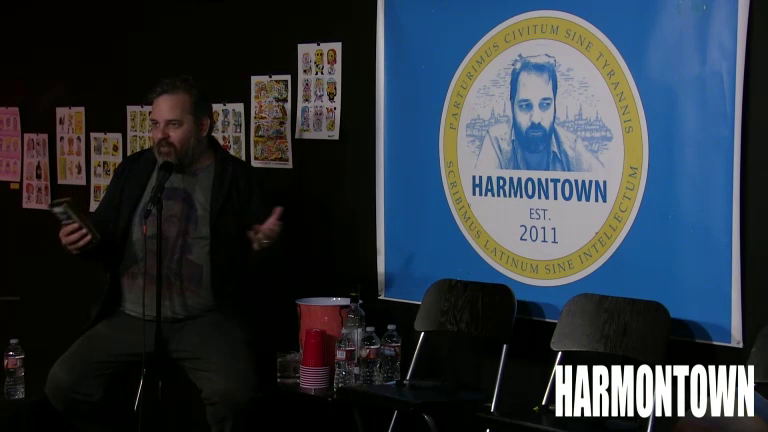 PARTURIMUS CIVITUM SINE TYRANNIS
HARMONTOWN
EST.
2011
SCRIBIMUS LATINUM SINE INTELLECTUM
HARMONTOWN